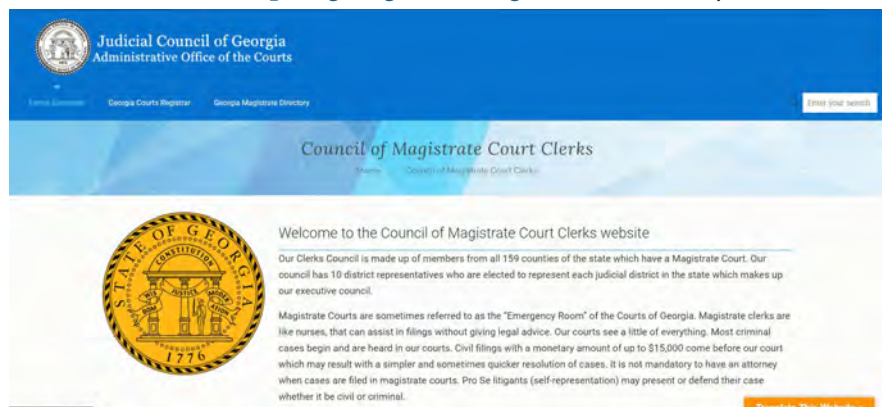 Judicial Council of Georgia
Administrative Office of the Courts
Georgia Courts Registrar Georgia Magistrate Directory
Enter your search
Council of Magistrate Court Clerks
Home Council of Magistrate Court Clerks
Welcome to the Council of Magistrate Court Clerks website
Our Clerks Council is made up of members from all 159 counties of the state which have a Magistrate Court. Our
council has 10 district representatives who are elected to represent each judicial district in the state which makes up
our executive council.
STATE OF GEORGIA
CONSTITUTION
WISDOM JUSTICE MODERATION
1776
Magistrate Courts are sometimes referred to as the "Emergency Room" of the Courts of Georgia. Magistrate clerks are
like nurses, that can assist in filings without giving legal advice. Our courts see a little of everything. Most criminal
cases begin and are heard in our courts. Civil filings with a monetary amount of up to $15,000 come before our court
which may result with a simpler and sometimes quicker resolution of cases. It is not mandatory to have an attorney
when cases are filed in magistrate courts. Pro Se litigants (self-representation) may present or defend their case
whether it be civil or criminal.